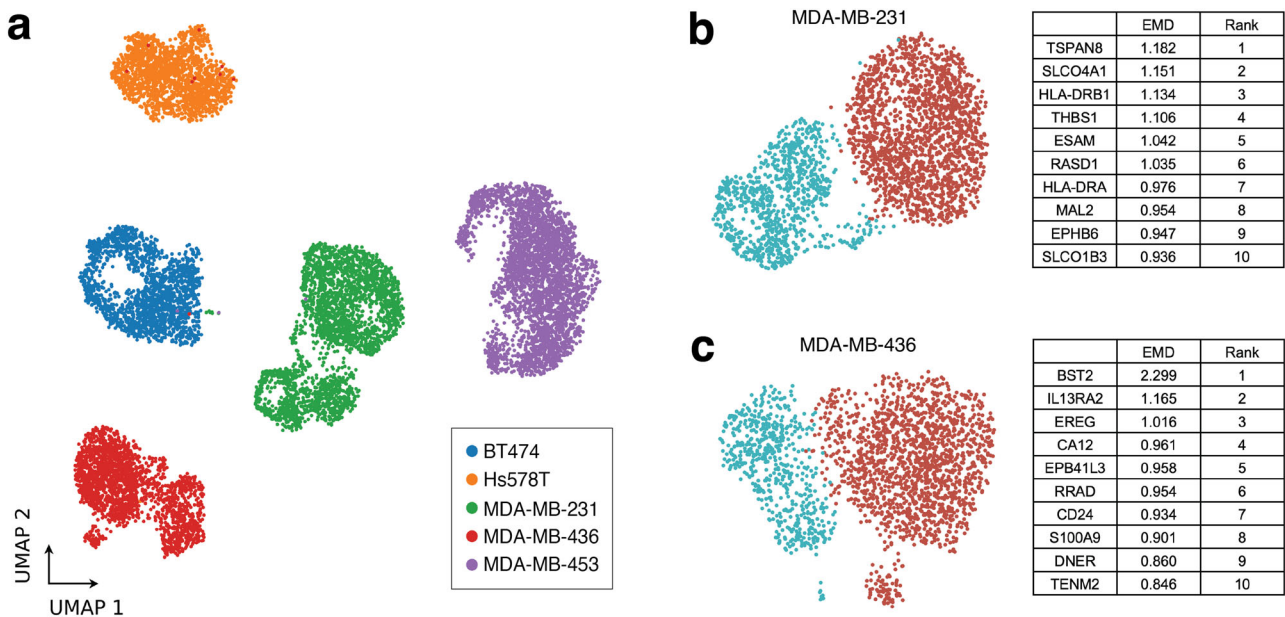 a
UMAP 2
UMAP 1
BT474
Hs578T
MDA-MB-231
MDA-MB-436
MDA-MB-453
b
MDA-MB-231
EMD Rank
TSPAN8 1.182 1
SLCO4A1 1.151 2
HLA-DRB1 1.134 3
THBS1 1.106 4
ESAM 1.042 5
RASD1 1.035 6
HLA-DRA 0.976 7
MAL2 0.954 8
EPHB6 0.947 9
SLCO1B3 0.936 10
c
MDA-MB-436
EMD Rank
BST2 2.299 1
IL13RA2 1.165 2
EREG 1.016 3
CA12 0.961 4
EPB41L3 0.958 5
RRAD 0.954 6
CD24 0.934 7
S100A9 0.901 8
DNER 0.860 9
TENM2 0.846 10